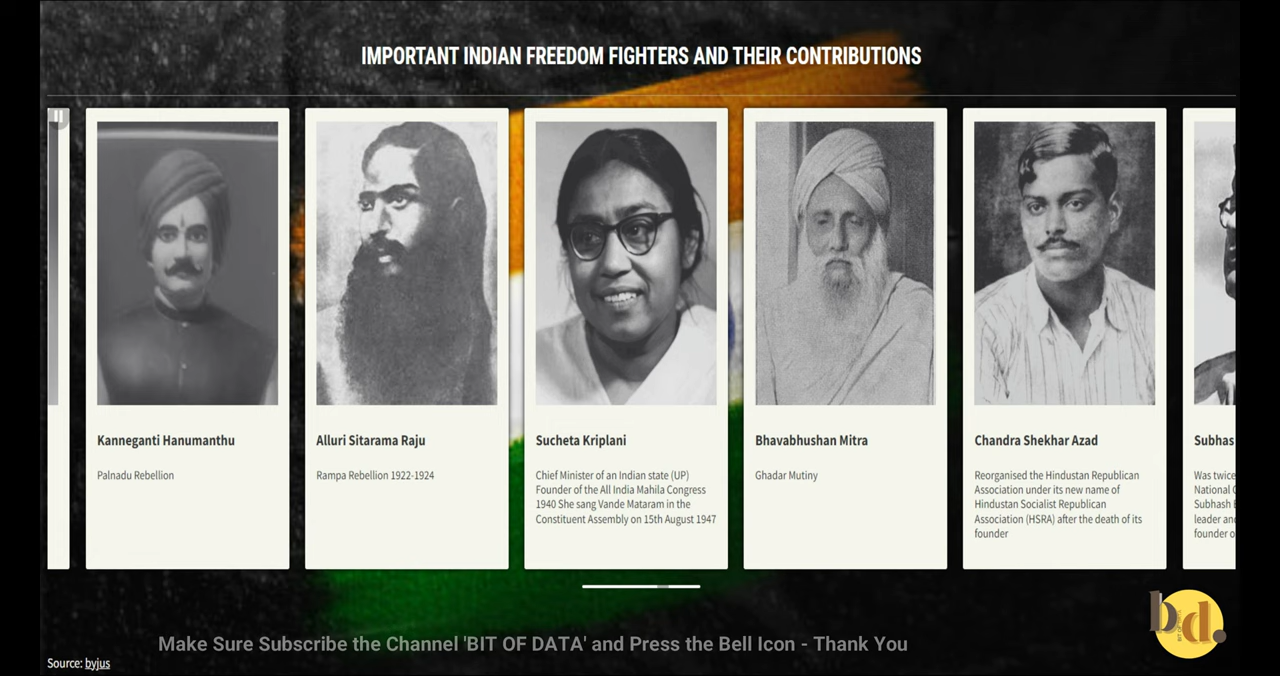 IMPORTANT INDIAN FREEDOM FIGHTERS AND THEIR CONTRIBUTIONS
Kanneganti Hanumanthu
Palnadu Rebellion
Alluri Sitarama Raju
Rampa Rebellion 1922-1924
Sucheta Kriplani
Chief Minister of an Indian state (UP)
Founder of the All India Mahila Congress
1940 She sang Vande Mataram in the
Constituent Assembly on 15th August 1947
Bhavabhushan Mitra
Ghadar Mutiny
Chandra Shekhar Azad
Reorganised the Hindustan Republican
Association under its new name of
Hindustan Socialist Republican
Association (HSRA) after the death of its
founder
Subhas
Was twice
National
Subhash
leader and
founder
Make Sure Subscribe the Channel 'BIT OF DATA' and Press the Bell Icon - Thank You
bd.
Source: byjus